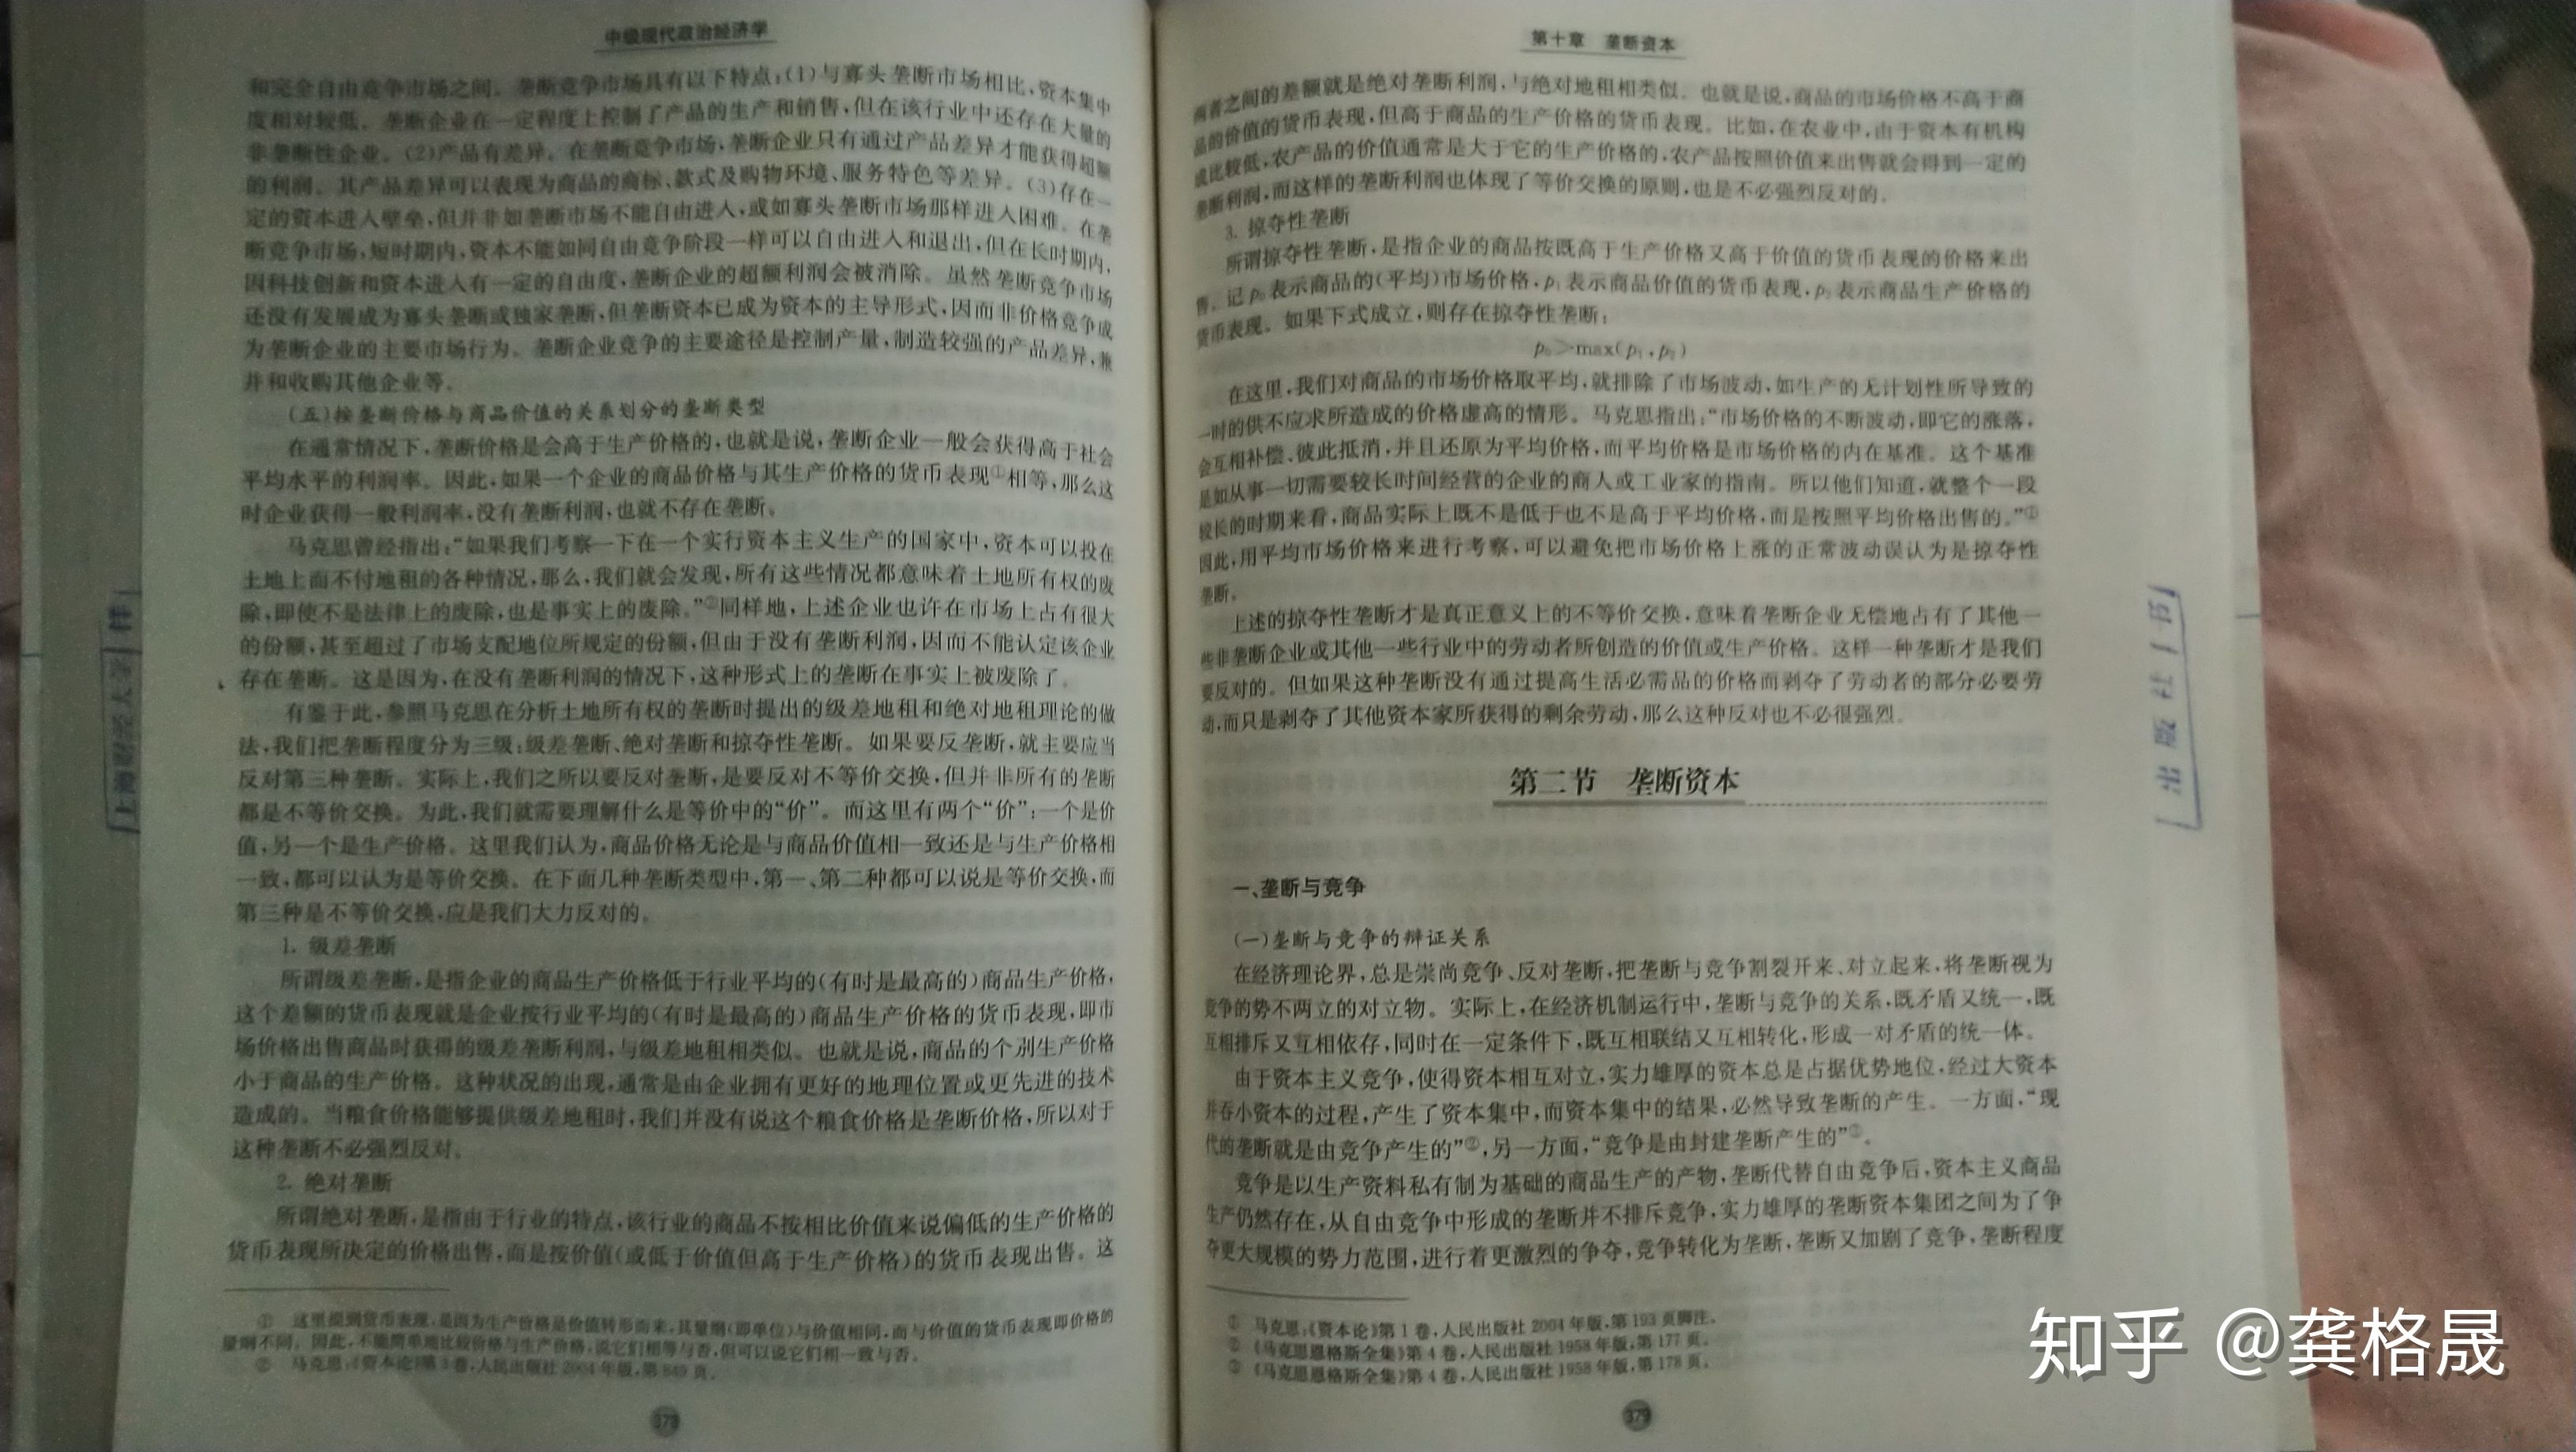 中级现代政治经济学
和完全自由竞争市场之间。垄断竞争市场具有以下特点:(1)与寡头垄断市场相比,资本集中
度相对较低。垄断企业在一定程度上控制了产品的生产和销售,但在该行业中还存在大量的
非垄断性企业。(2)产品有差异。在垄断竞争市场,垄断企业只有通过产品差异才能获得超额
的利润。其产品差异可以表现为商品的商标、款式及购物环境、服务特色等差异。(3)存在一
定的资本进入壁垒,但并非如垄断市场不能自由进入,或如寡头垄断市场那样进入困难。在垄
断竞争市场,短时期内,资本不能如同自由竞争阶段一样可以自由进入和退出,但在长时期内,
因科技创新和资本进入有一定的自由度,垄断企业的超额利润会被消除。虽然垄断竞争市场
还没有发展成为寡头垄断或独家垄断,但垄断资本已成为资本的主导形式,因而非价格竞争成
为垄断企业的主要市场行为。垄断企业竞争的主要途径是控制产量,制造较强的产品差异,兼
并和收购其他企业等。
(五)按垄断价格与商品价值的关系划分的垄断类型
在通常情况下,垄断价格是会高于生产价格的,也就是说,垄断企业一般会获得高于社会
平均水平的利润率。因此,如果一个企业的商品价格与其生产价格的货币表现①相等,那么这
时企业获得一般利润率,没有垄断利润,也就不存在垄断。
马克思曾经指出:“如果我们考察一下在一个实行资本主义生产的国家中,资本可以投在
土地上面不付地租的各种情况,那么,我们就会发现,所有这些情况都意味着土地所有权的废
除,即使不是法律上的废除,也是事实上的废除。”②同样地,上述企业也许在市场上占有很大
的份额,甚至超过了市场支配地位所规定的份额,但由于没有垄断利润,因而不能认定该企业
存在垄断。这是因为,在没有垄断利润的情况下,这种形式上的垄断在事实上被废除了。
有鉴于此,参照马克思在分析土地所有权的垄断时提出的级差地租和绝对地租理论的做
法,我们把垄断程度分为三级:级差垄断、绝对垄断和掠夺性垄断。如果要反垄断,就主要应当
反对第三种垄断。实际上,我们之所以要反对垄断,是要反对不等价交换,但并非所有的垄断
都是不等价交换。为此,我们就需要理解什么是等价中的“价”。而这里有两个“价”:一个是价
值,另一个是生产价格。这里我们认为,商品价格无论是与商品价值相一致还是与生产价格相
一致,都可以认为是等价交换。在下面几种垄断类型中,第一、第二种都可以说是等价交换,而
第三种是不等价交换,应是我们大力反对的。
1. 级差垄断
所谓级差垄断,是指企业的商品生产价格低于行业平均的(有时是最高的)商品生产价格,
这个差额的货币表现就是企业按行业平均的(有时是最高的)商品生产价格的货币表现,即市
场价格出售商品时获得的级差垄断利润,与级差地租相类似。也就是说,商品的个别生产价格
小于商品的生产价格。这种状况的出现,通常是由企业拥有更好的地理位置或更先进的技术
造成的。当粮食价格能够提供级差地租时,我们并没有说这个粮食价格是垄断价格,所以对于
这种垄断不必强烈反对。
2. 绝对垄断
所谓绝对垄断,是指由于行业的特点,该行业的商品不按相比价值来说偏低的生产价格的
货币表现所决定的价格出售,而是按价值(或低于价值但高于生产价格)的货币表现出售。这
① 这里提到货币表现,是因为生产价格是价值转形而来,其量纲(即单位)与价值相同,而与价值的货币表现即价格的
量纲不同。因此,不能简单地比较价格与生产价格,说它们相等与否,但可以说它们相一致与否。
② 马克思:《资本论》第3卷,人民出版社2004年版,第849页。
378
第十章 垄断资本
两者之间的差额就是绝对垄断利润,与绝对地租相类似。也就是说,商品的市场价格不高于商
品的价值的货币表现,但高于商品的生产价格的货币表现。比如,在农业中,由于资本有机构
成比较低,农产品的价值通常是大于它的生产价格的,农产品按照价值来出售就会得到一定的
垄断利润,而这样的垄断利润也体现了等价交换的原则,也是不必强烈反对的。
3. 掠夺性垄断
所谓掠夺性垄断,是指企业的商品按既高于生产价格又高于价值的货币表现的价格来出
售。记p₀表示商品的(平均)市场价格,p₁表示商品价值的货币表现,p₂表示商品生产价格的
货币表现。如果下式成立,则存在掠夺性垄断:
p₀>max(p₁,p₂)
在这里,我们对商品的市场价格取平均,就排除了市场波动,如生产的无计划性所导致的
一时的供不应求所造成的价格虚高的情形。马克思指出:“市场价格的不断波动,即它的涨落,
会互相补偿、彼此抵消,并且还原为平均价格,而平均价格是市场价格的内在基准。这个基准
是如从事一切需要较长时间经营的企业的商人或工业家的指南。所以他们知道,就整个一段
较长的时期来看,商品实际上既不是低于也不是高于平均价格,而是按照平均价格出售的。”①
因此,用平均市场价格来进行考察,可以避免把市场价格上涨的正常波动误认为是掠夺性
垄断。
上述的掠夺性垄断才是真正意义上的不等价交换,意味着垄断企业无偿地占有了其他一
些非垄断企业或其他一些行业中的劳动者所创造的价值或生产价格。这样一种垄断才是我们
要反对的。但如果这种垄断没有通过提高生活必需品的价格而剥夺了劳动者的部分必要劳
动,而只是剥夺了其他资本家所获得的剩余劳动,那么这种反对也不必很强烈。
第二节 垄断资本
一、垄断与竞争
(一)垄断与竞争的辩证关系
在经济理论界,总是崇尚竞争、反对垄断,把垄断与竞争割裂开来、对立起来,将垄断视为
竞争的势不两立的对立物。实际上,在经济机制运行中,垄断与竞争的关系,既矛盾又统一,既
互相排斥又互相依存,同时在一定条件下,既互相联结又互相转化,形成一对矛盾的统一体。
由于资本主义竞争,使得资本相互对立,实力雄厚的资本总是占据优势地位,经过大资本
并吞小资本的过程,产生了资本集中,而资本集中的结果,必然导致垄断的产生。一方面,“现
代的垄断就是由竞争产生的”②,另一方面,“竞争是由封建垄断产生的”③。
竞争是以生产资料私有制为基础的商品生产的产物,垄断代替自由竞争后,资本主义商品
生产仍然存在,从自由竞争中形成的垄断并不排斥竞争,实力雄厚的垄断资本集团之间为了争
夺更大规模的势力范围,进行着更激烈的争夺,竞争转化为垄断,垄断又加剧了竞争,垄断程度
① 马克思:《资本论》第1卷,人民出版社2004年版,第193页脚注。
② 《马克思恩格斯全集》第4卷,人民出版社1958年版,第177页。
③ 《马克思恩格斯全集》第4卷,人民出版社1958年版,第178页。
379
知乎 @龚格晟